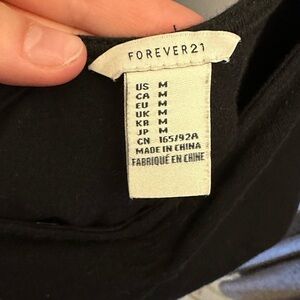 FOREVER21
US M
CA M
EU M
UK M
KR M
JP M
CN 165/92A
MADE IN CHINA
FABRIQUÉ EN CHINE